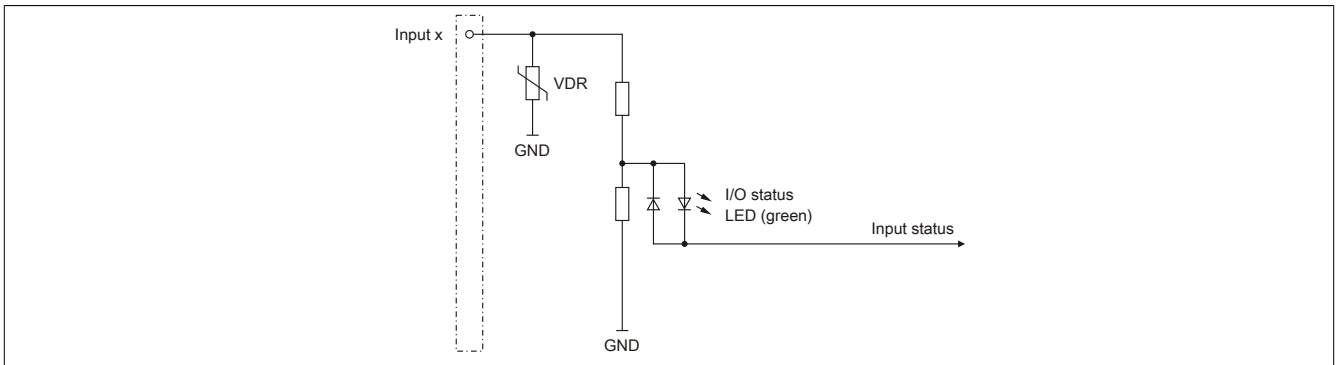 Input x
VDR
GND
I/O status
LED (green)
Input status
GND